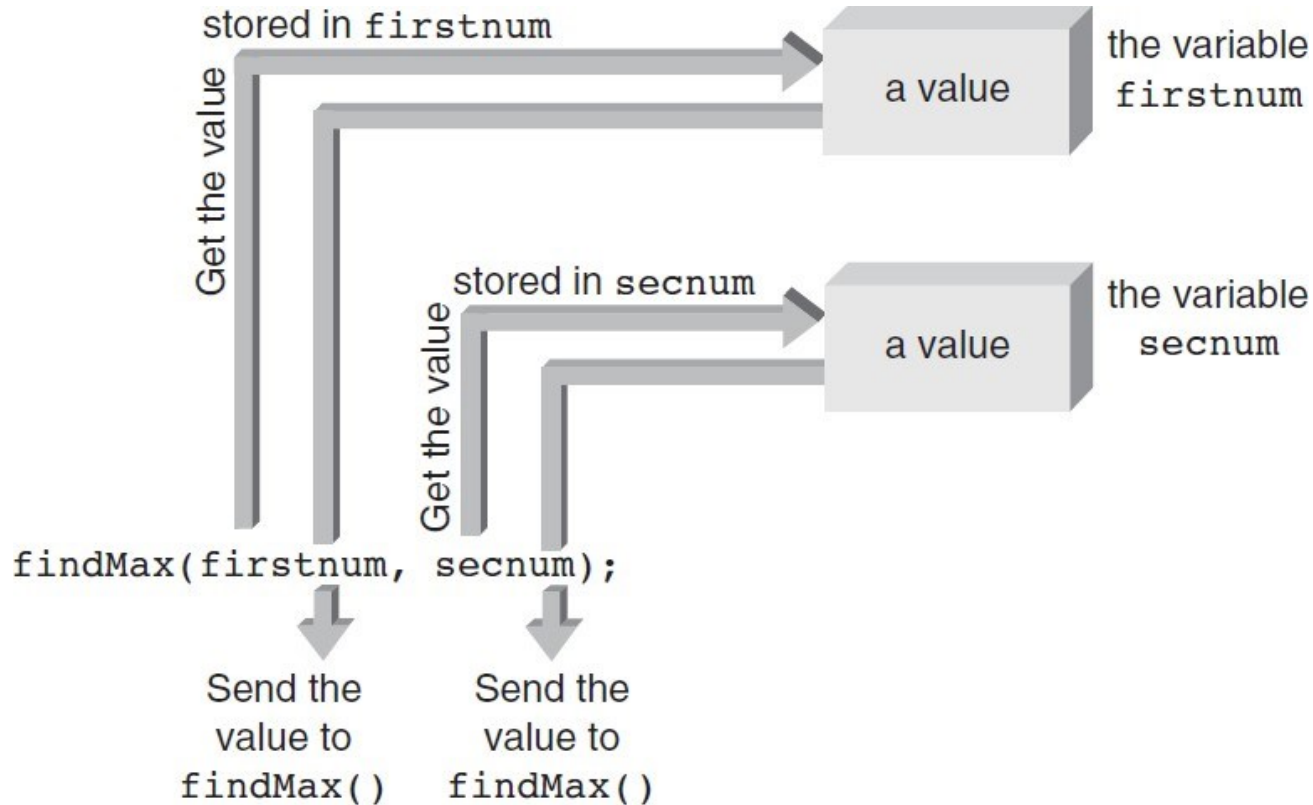 stored in firstnum
Get the value
a value
the variable
firstnum
stored in secnum
Get the value
a value
the variable
secnum
findMax(firstnum, secnum);
Send the
value to
findMax()
Send the
value to
findMax()